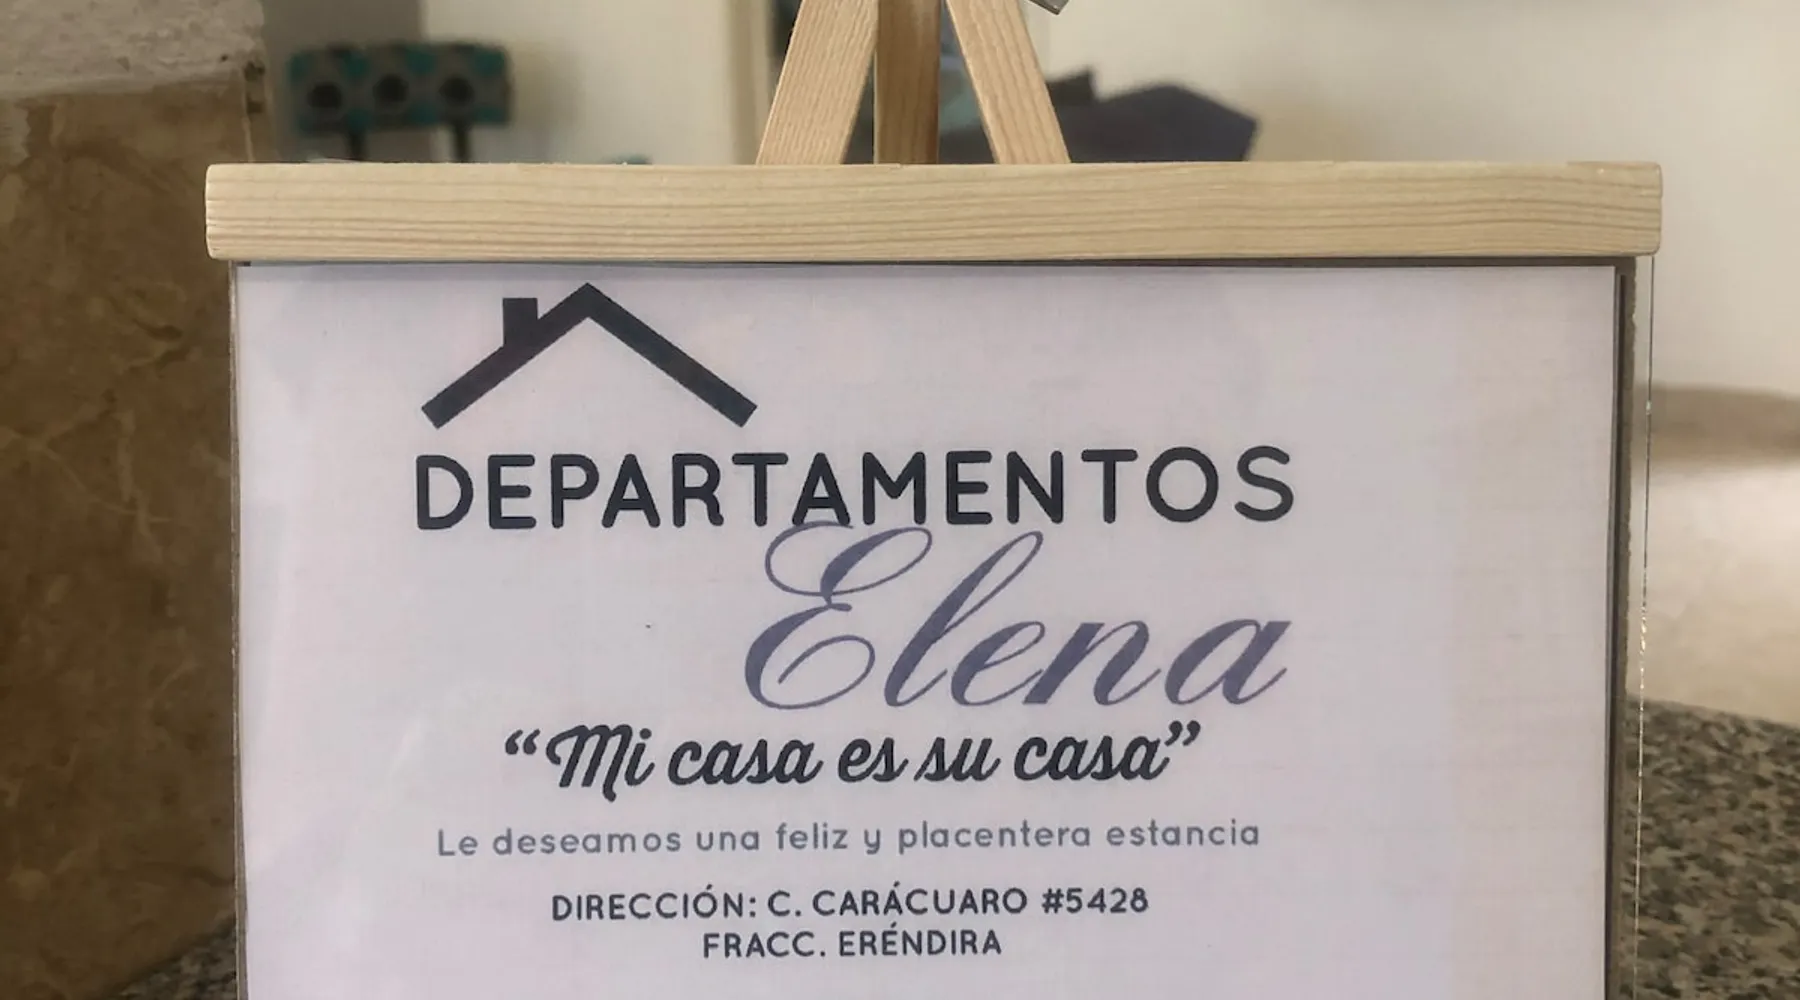 DEPARTAMENTOS
Elena
“Mi casa es su casa”
Le deseamos una feliz y placentera estancia
DIRECCIÓN: C. CARÁCUARO #5428
FRACC. ERÉNDIRA